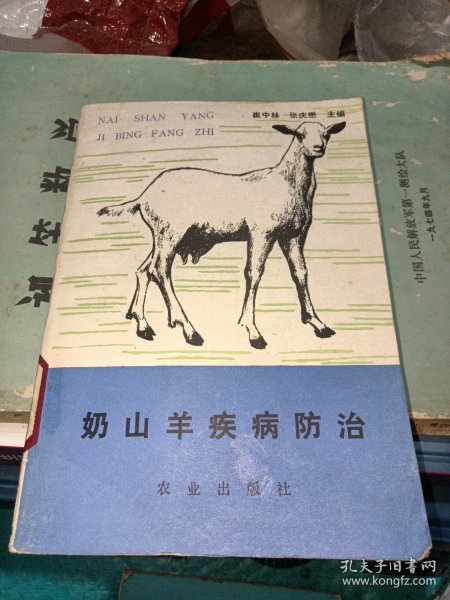 NAI SHAN YANG
JI BING FANG ZHI
崔中林 张庆懋 主编
奶山羊疾病防治
农业出版社
中国人民解放军第一测绘大队
一九七四年九月
孔夫子旧书网
www.kongfz.com